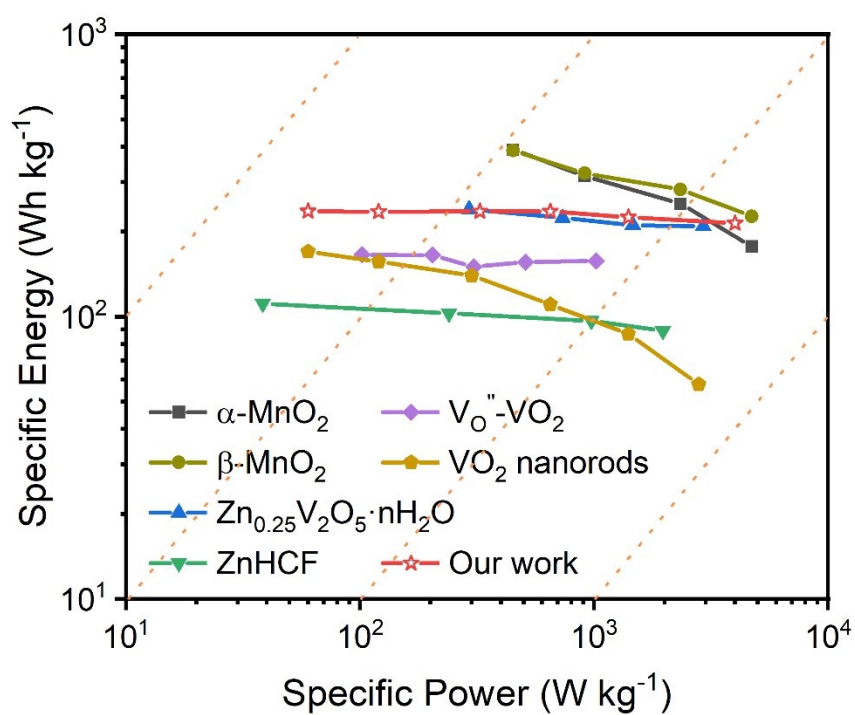 10³
10²
10¹
Specific Energy (Wh kg⁻¹)
α-MnO₂
β-MnO₂
Zn₀.₂₅V₂O₅·nH₂O
ZnHCF
Vₒ"-VO₂
VO₂ nanorods
Our work
10¹ 10² 10³ 10⁴
Specific Power (W kg⁻¹)